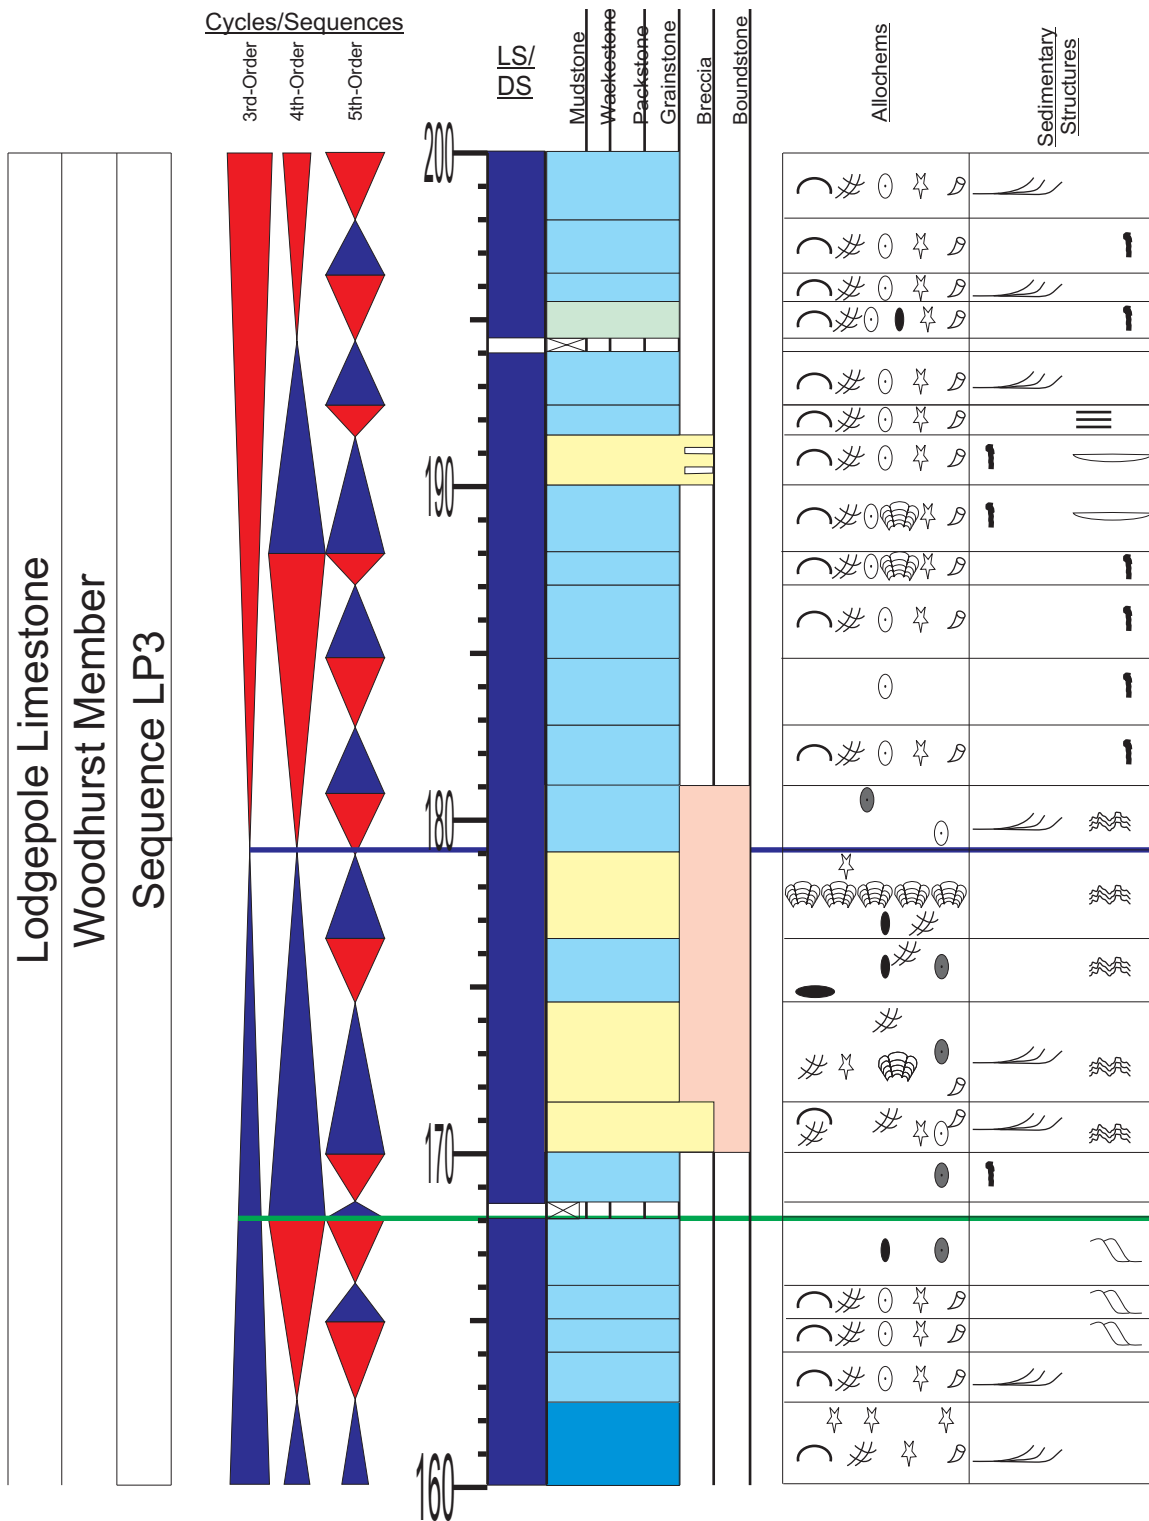 Cycles/Sequences
3rd-Order
4th-Order
5th-Order
LS/
DS
Mudstone
Wackestone
Packstone
Grainstone
Breccia
Boundstone
Allochems
Sedimentary
Structures
200
190
180
170
160
Lodgepole Limestone
Woodhurst Member
Sequence LP3